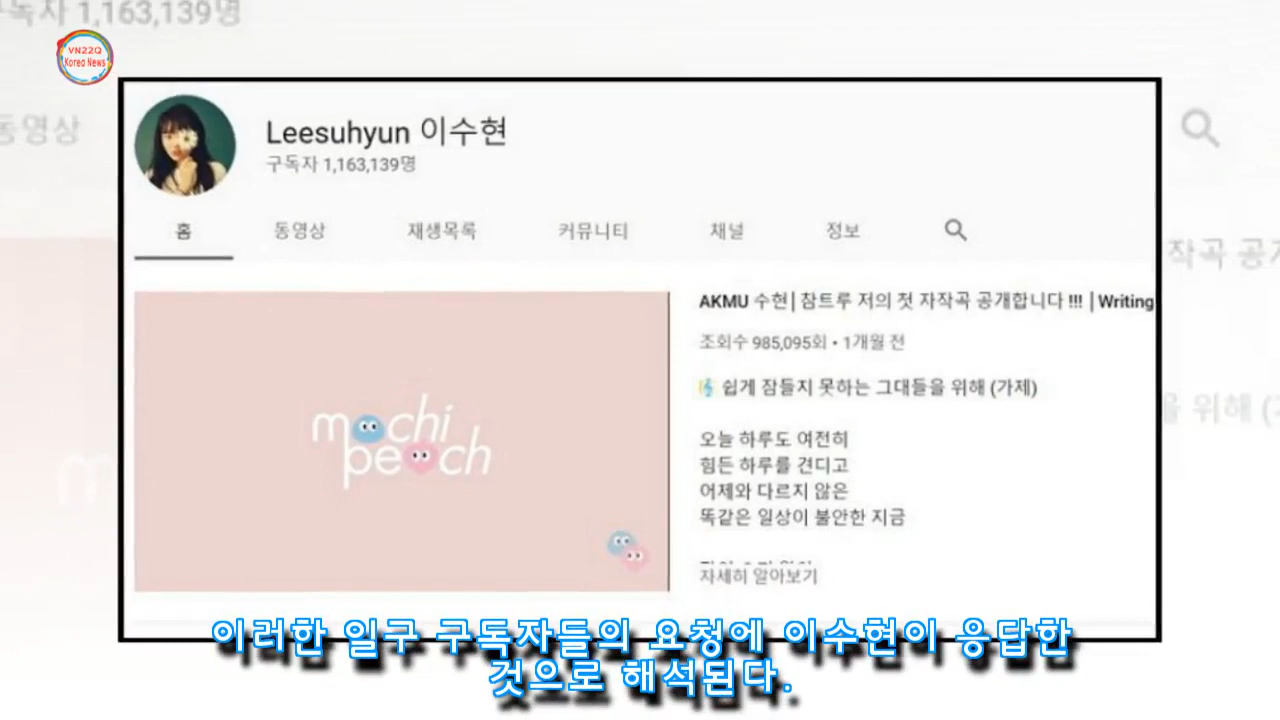 구독자 1,163,139명
VN22Q
Korea News
동영상
Leesuhyun 이수현
구독자 1,163,139명
홈 동영상 재생목록 커뮤니티 채널 정보
작곡 공개
mochi
peach
AKMU 수현 | 참트루 저의 첫 자작곡 공개합니다 !!! | Writing
조회수 985,095회 • 1개월 전
쉽게 잠들지 못하는 그대들을 위해 (가제)
위해 (
오늘 하루도 여전히
힘든 하루를 견디고
어제와 다르지 않은
똑같은 일상이 불안한 지금
자세히 알아보기
이러한 일구 구독자들의 요청에 이수현이 응답한
것으로 해석된다.